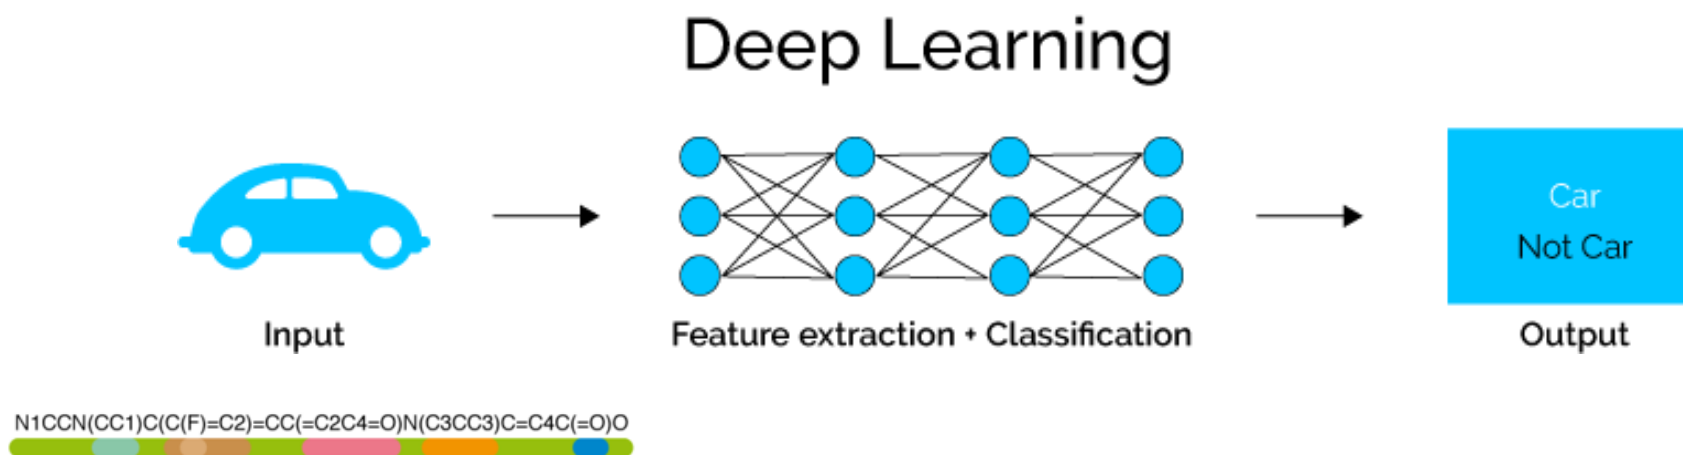 Deep Learning
Car
Not Car
Input
Feature extraction + Classification
Output
N1CCN(CC1)C(C(F)=C2)=CC(=C2C4=O)N(C3CC3)C=C4C(=O)O